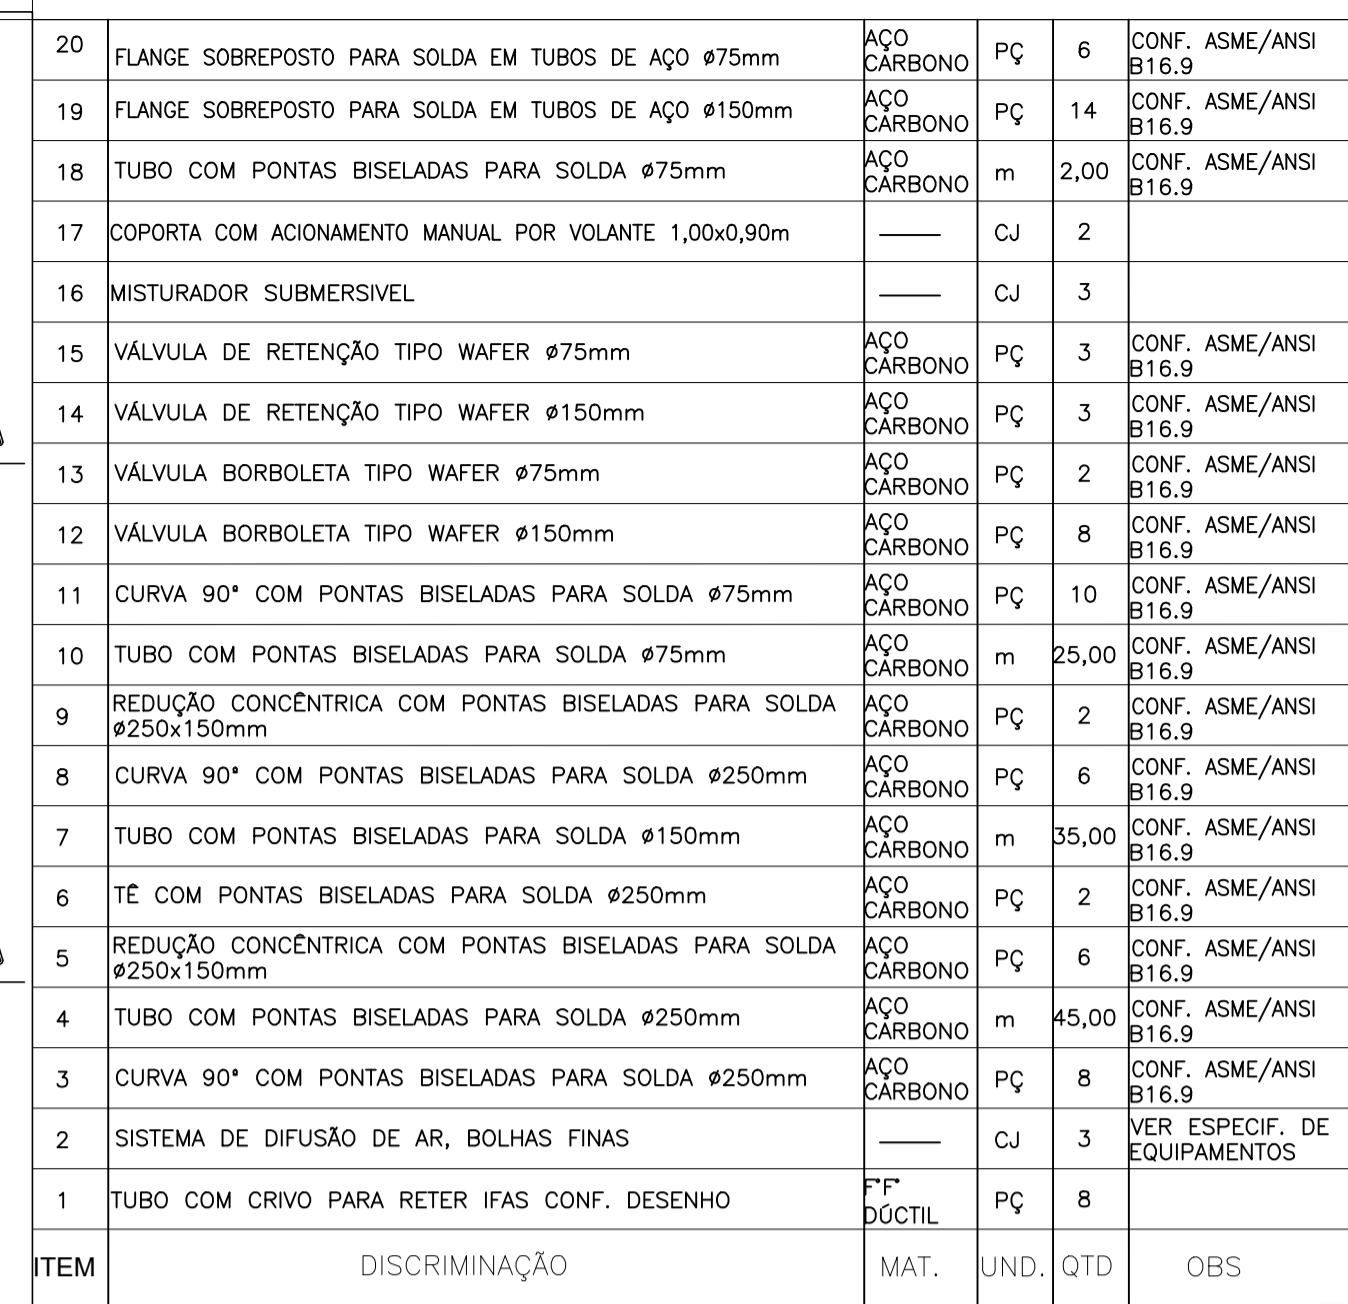 20 FLANGE SOBREPOSTO PARA SOLDA EM TUBOS DE AÇO ø75mm AÇO CARBONO PÇ 6 CONF. ASME/ANSI B16.9
19 FLANGE SOBREPOSTO PARA SOLDA EM TUBOS DE AÇO ø150mm AÇO CARBONO PÇ 14 CONF. ASME/ANSI B16.9
18 TUBO COM PONTAS BISELADAS PARA SOLDA ø75mm AÇO CARBONO m 2,00 CONF. ASME/ANSI B16.9
17 COPORTA COM ACIONAMENTO MANUAL POR VOLANTE 1,00x0,90m —— CJ 2
16 MISTURADOR SUBMERSIVEL —— CJ 3
15 VÁLVULA DE RETENÇÃO TIPO WAFER ø75mm AÇO CARBONO PÇ 3 CONF. ASME/ANSI B16.9
14 VÁLVULA DE RETENÇÃO TIPO WAFER ø150mm AÇO CARBONO PÇ 3 CONF. ASME/ANSI B16.9
13 VÁLVULA BORBOLETA TIPO WAFER ø75mm AÇO CARBONO PÇ 2 CONF. ASME/ANSI B16.9
12 VÁLVULA BORBOLETA TIPO WAFER ø150mm AÇO CARBONO PÇ 8 CONF. ASME/ANSI B16.9
11 CURVA 90° COM PONTAS BISELADAS PARA SOLDA ø75mm AÇO CARBONO PÇ 10 CONF. ASME/ANSI B16.9
10 TUBO COM PONTAS BISELADAS PARA SOLDA ø75mm AÇO CARBONO m 25,00 CONF. ASME/ANSI B16.9
9 REDUÇÃO CONCÊNTRICA COM PONTAS BISELADAS PARA SOLDA ø250x150mm AÇO CARBONO PÇ 2 CONF. ASME/ANSI B16.9
8 CURVA 90° COM PONTAS BISELADAS PARA SOLDA ø250mm AÇO CARBONO PÇ 6 CONF. ASME/ANSI B16.9
7 TUBO COM PONTAS BISELADAS PARA SOLDA ø150mm AÇO CARBONO m 35,00 CONF. ASME/ANSI B16.9
6 TÊ COM PONTAS BISELADAS PARA SOLDA ø250mm AÇO CARBONO PÇ 2 CONF. ASME/ANSI B16.9
5 REDUÇÃO CONCÊNTRICA COM PONTAS BISELADAS PARA SOLDA ø250x150mm AÇO CARBONO PÇ 6 CONF. ASME/ANSI B16.9
4 TUBO COM PONTAS BISELADAS PARA SOLDA ø250mm AÇO CARBONO m 45,00 CONF. ASME/ANSI B16.9
3 CURVA 90° COM PONTAS BISELADAS PARA SOLDA ø250mm AÇO CARBONO PÇ 8 CONF. ASME/ANSI B16.9
2 SISTEMA DE DIFUSÃO DE AR, BOLHAS FINAS —— CJ 3 VER ESPECIF. DE EQUIPAMENTOS
1 TUBO COM CRIVO PARA RETER IFAS CONF. DESENHO F°F° DÚCTIL PÇ 8
ITEM DISCRIMINAÇÃO MAT. UND. QTD OBS